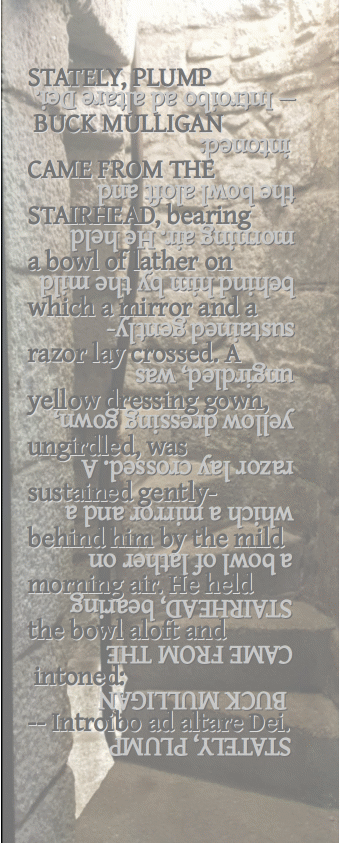 STATELY, PLUMP
BUCK MULLIGAN
CAME FROM THE
STAIRHEAD, bearing
a bowl of lather on
which a mirror and a
razor lay crossed. A
yellow dressing gown,
ungirdled, was
sustained gently-
behind him by the mild
morning air. He held
the bowl aloft and
intoned:
-- Introibo ad altare Dei.
STATELY, PLUMP
BUCK MULLIGAN
CAME FROM THE
STAIRHEAD, bearing
a bowl of lather on
which a mirror and a
razor lay crossed. A
yellow dressing gown,
ungirdled, was
sustained gently-
behind him by the mild
morning air. He held
the bowl aloft and
intoned:
-- Introibo ad altare Dei.